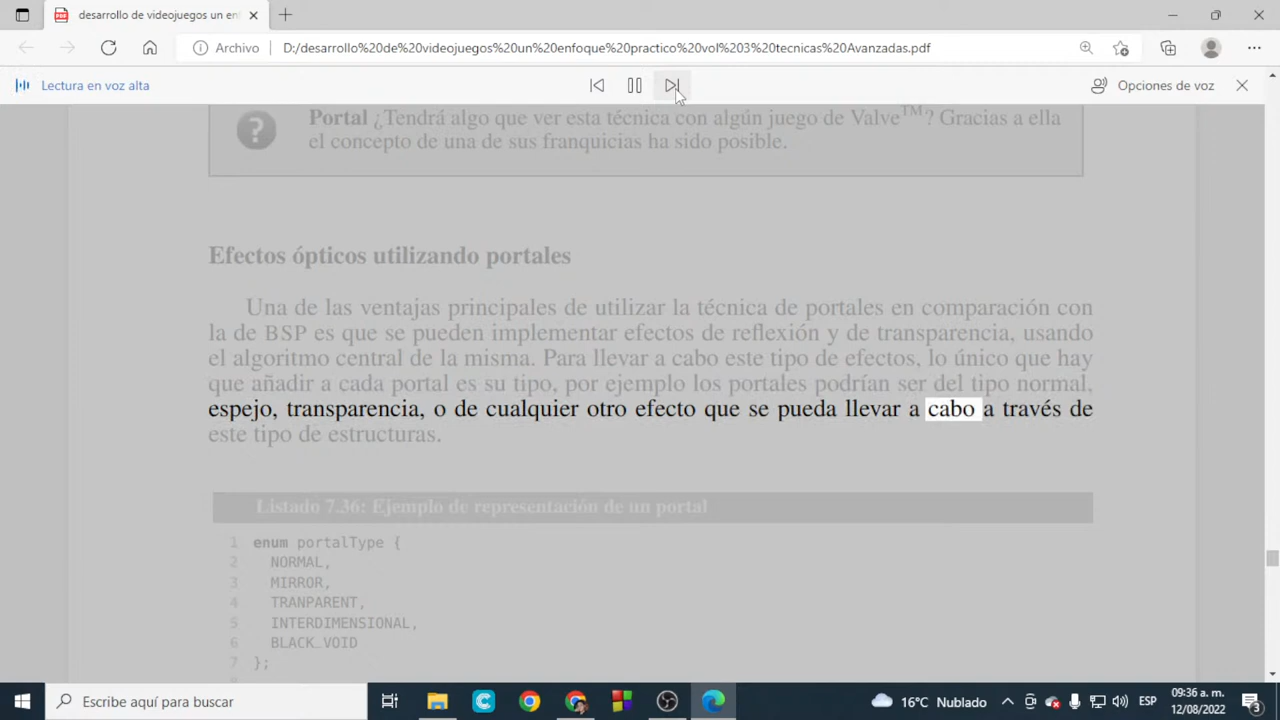 desarrollo de videojuegos un en
Archivo
D:/desarrollo%20de%20videojuegos%20un%20enfoque%20practico%20vol%203%20tecnicas%20Avanzadas.pdf
Lectura en voz alta
Opciones de voz
Portal ¿Tendrá algo que ver esta técnica con algún juego de Valve™? Gracias a ella
el concepto de una de sus franquicias ha sido posible.
Efectos ópticos utilizando portales
Una de las ventajas principales de utilizar la técnica de portales en comparación con
la de BSP es que se pueden implementar efectos de reflexión y de transparencia, usando
el algoritmo central de la misma. Para llevar a cabo este tipo de efectos, lo único que hay
que añadir a cada portal es su tipo, por ejemplo los portales podrían ser del tipo normal,
espejo, transparencia, o de cualquier otro efecto que se pueda llevar a cabo a través de
este tipo de estructuras.
Listado 7.36: Ejemplo de representación de un portal
1 enum portalType {
2 NORMAL,
3 MIRROR,
4 TRANPARENT,
5 INTERDIMENSIONAL,
6 BLACK_VOID
7 };
Escribe aquí para buscar
16°C Nublado
ESP
09:36 a. m.
12/08/2022
3